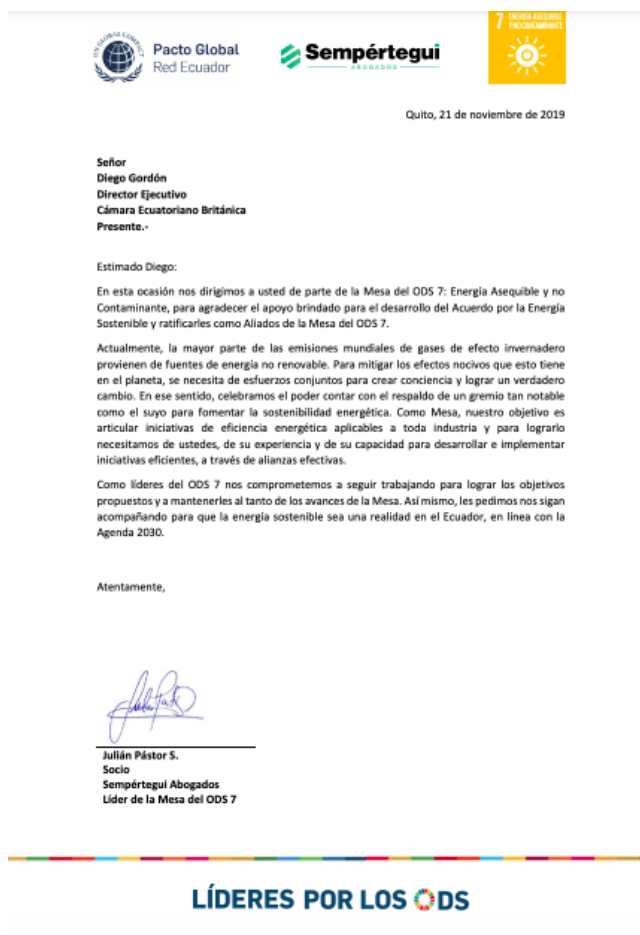 UN GLOBAL COMPACT
Pacto Global
Red Ecuador
Sempértegui
ABOGADOS
7 ENERGÍA ASEQUIBLE
Y NO CONTAMINANTE
Quito, 21 de noviembre de 2019
Señor
Diego Gordón
Director Ejecutivo
Cámara Ecuatoriano Británica
Presente.-
Estimado Diego:
En esta ocasión nos dirigimos a usted de parte de la Mesa del ODS 7: Energía Asequible y no
Contaminante, para agradecer el apoyo brindado para el desarrollo del Acuerdo por la Energía
Sostenible y ratificarles como Aliados de la Mesa del ODS 7.
Actualmente, la mayor parte de las emisiones mundiales de gases de efecto invernadero
provienen de fuentes de energía no renovable. Para mitigar los efectos nocivos que esto tiene
en el planeta, se necesita de esfuerzos conjuntos para crear conciencia y lograr un verdadero
cambio. En ese sentido, celebramos el poder contar con el respaldo de un gremio tan notable
como el suyo para fomentar la sostenibilidad energética. Como Mesa, nuestro objetivo es
articular iniciativas de eficiencia energética aplicables a toda industria y para lograrlo
necesitamos de ustedes, de su experiencia y de su capacidad para desarrollar e implementar
iniciativas eficientes, a través de alianzas efectivas.
Como líderes del ODS 7 nos comprometemos a seguir trabajando para lograr los objetivos
propuestos y a mantenerles al tanto de los avances de la Mesa. Así mismo, les pedimos nos sigan
acompañando para que la energía sostenible sea una realidad en el Ecuador, en línea con la
Agenda 2030.
Atentamente,
Julián Pástor S.
Socio
Sempértegui Abogados
Líder de la Mesa del ODS 7
LÍDERES POR LOS ODS